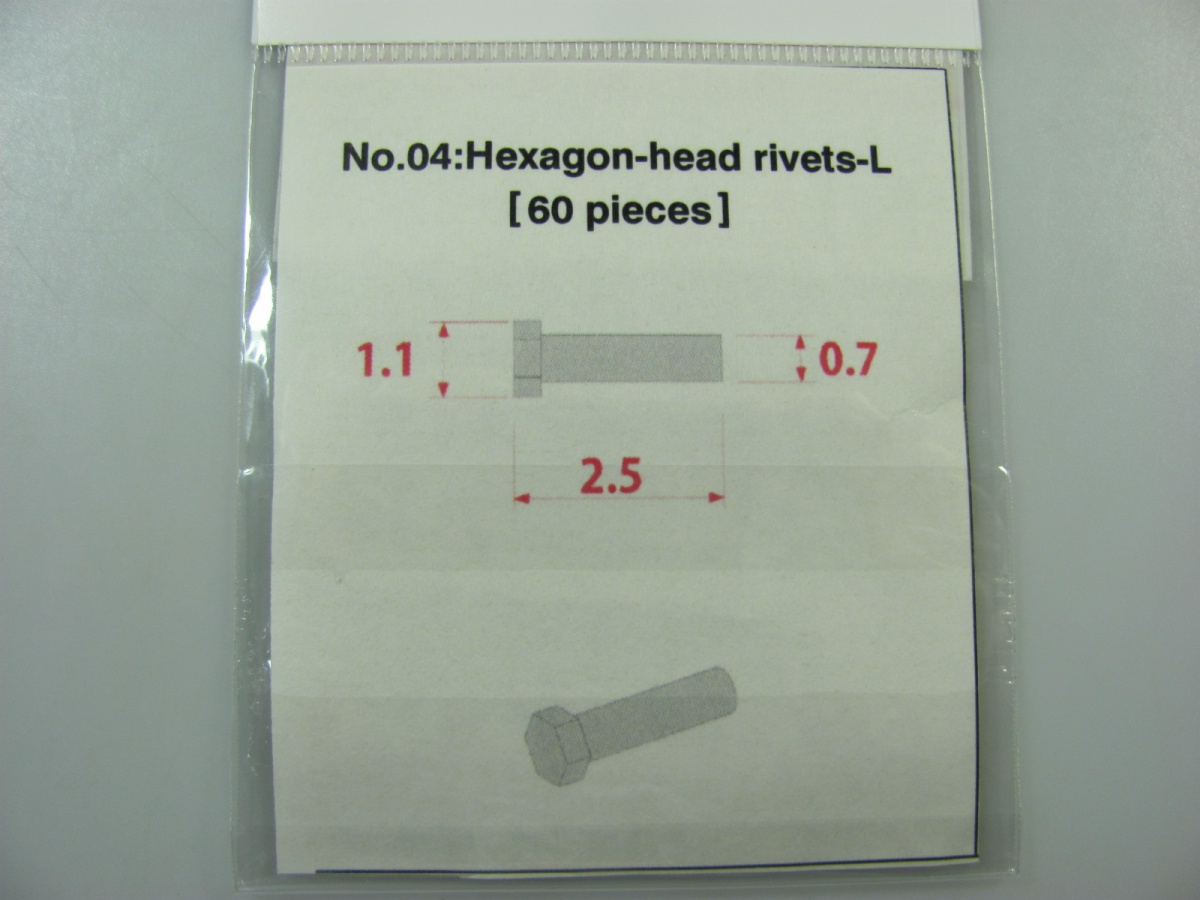 No.04:Hexagon-head rivets-L
[60 pieces]
1.1
0.7
2.5